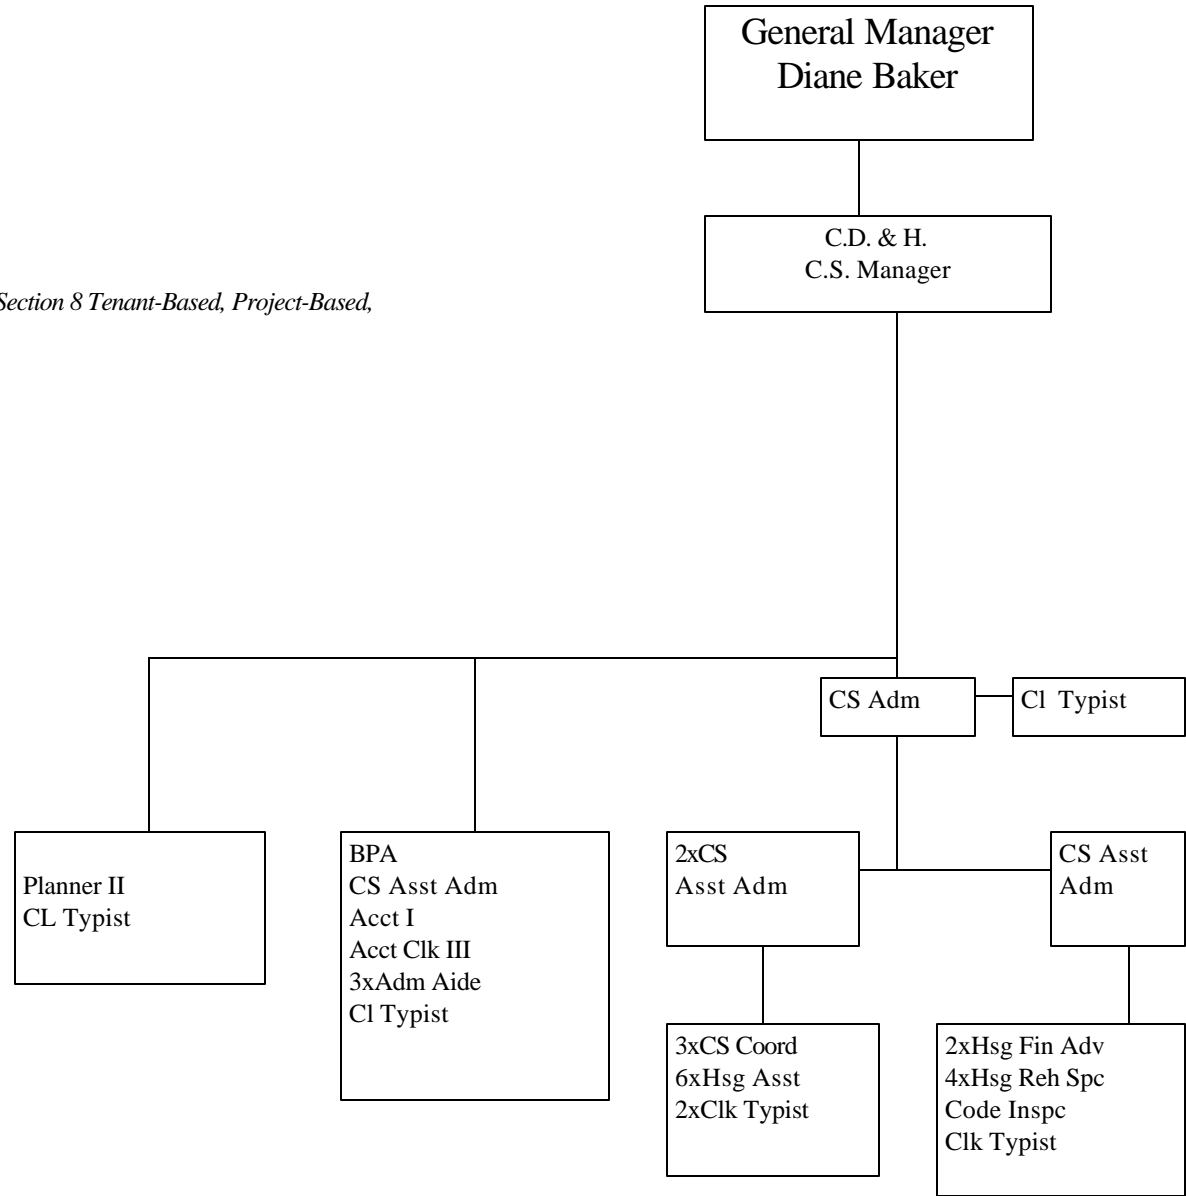 General Manager
Diane Baker
C.D. & H.
C.S. Manager
Section 8 Tenant-Based, Project-Based,
CS Adm
Cl Typist
Planner II
CL Typist
BPA
CS Asst Adm
Acct I
Acct Clk III
3xAdm Aide
Cl Typist
2xCS
Asst Adm
CS Asst
Adm
3xCS Coord
6xHsg Asst
2xClk Typist
2xHsg Fin Adv
4xHsg Reh Spc
Code Inspc
Clk Typist